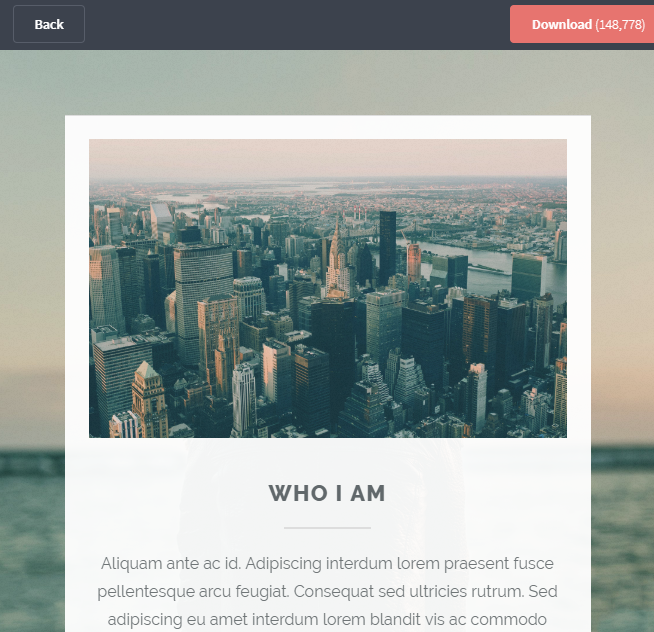 Back
Download (148,778)
WHO I AM
Aliquam ante ac id. Adipiscing interdum lorem praesent fusce
pellentesque arcu feugiat. Consequat sed ultricies rutrum. Sed
adipiscing eu amet interdum lorem blandit vis ac commodo